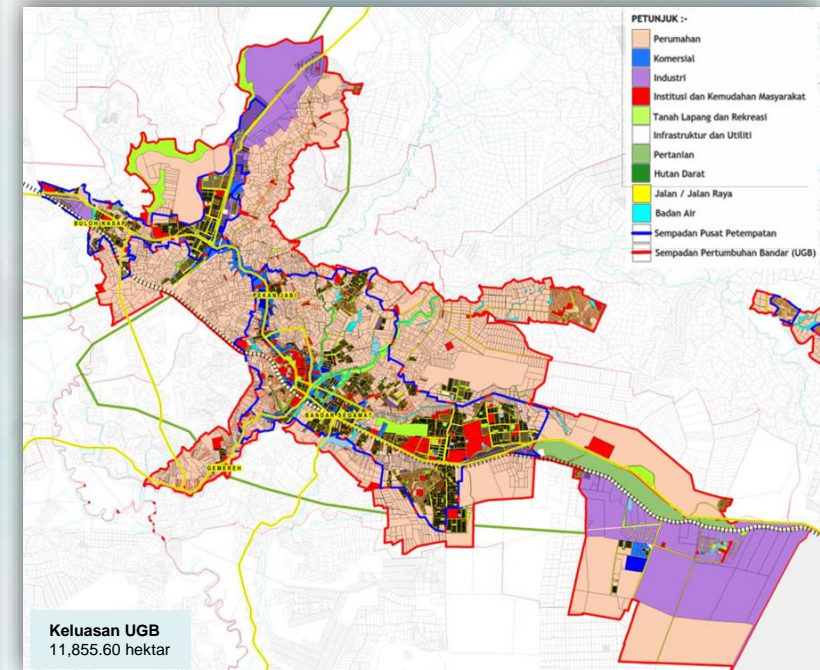 PETUNJUK :-
Perumahan
Komersial
Industri
Institusi dan Kemudahan Masyarakat
Tanah Lapang dan Rekreasi
Infrastruktur dan Utiliti
Pertanian
Hutan Darat
Jalan / Jalan Raya
Badan Air
Sempadan Pusat Petempatan
Sempadan Pertumbuhan Bandar (UGB)
BULOH KASAP
PEKAN JABI
BANDAR SEGAMAT
GEMEREH
Keluasan UGB
11,855.60 hektar